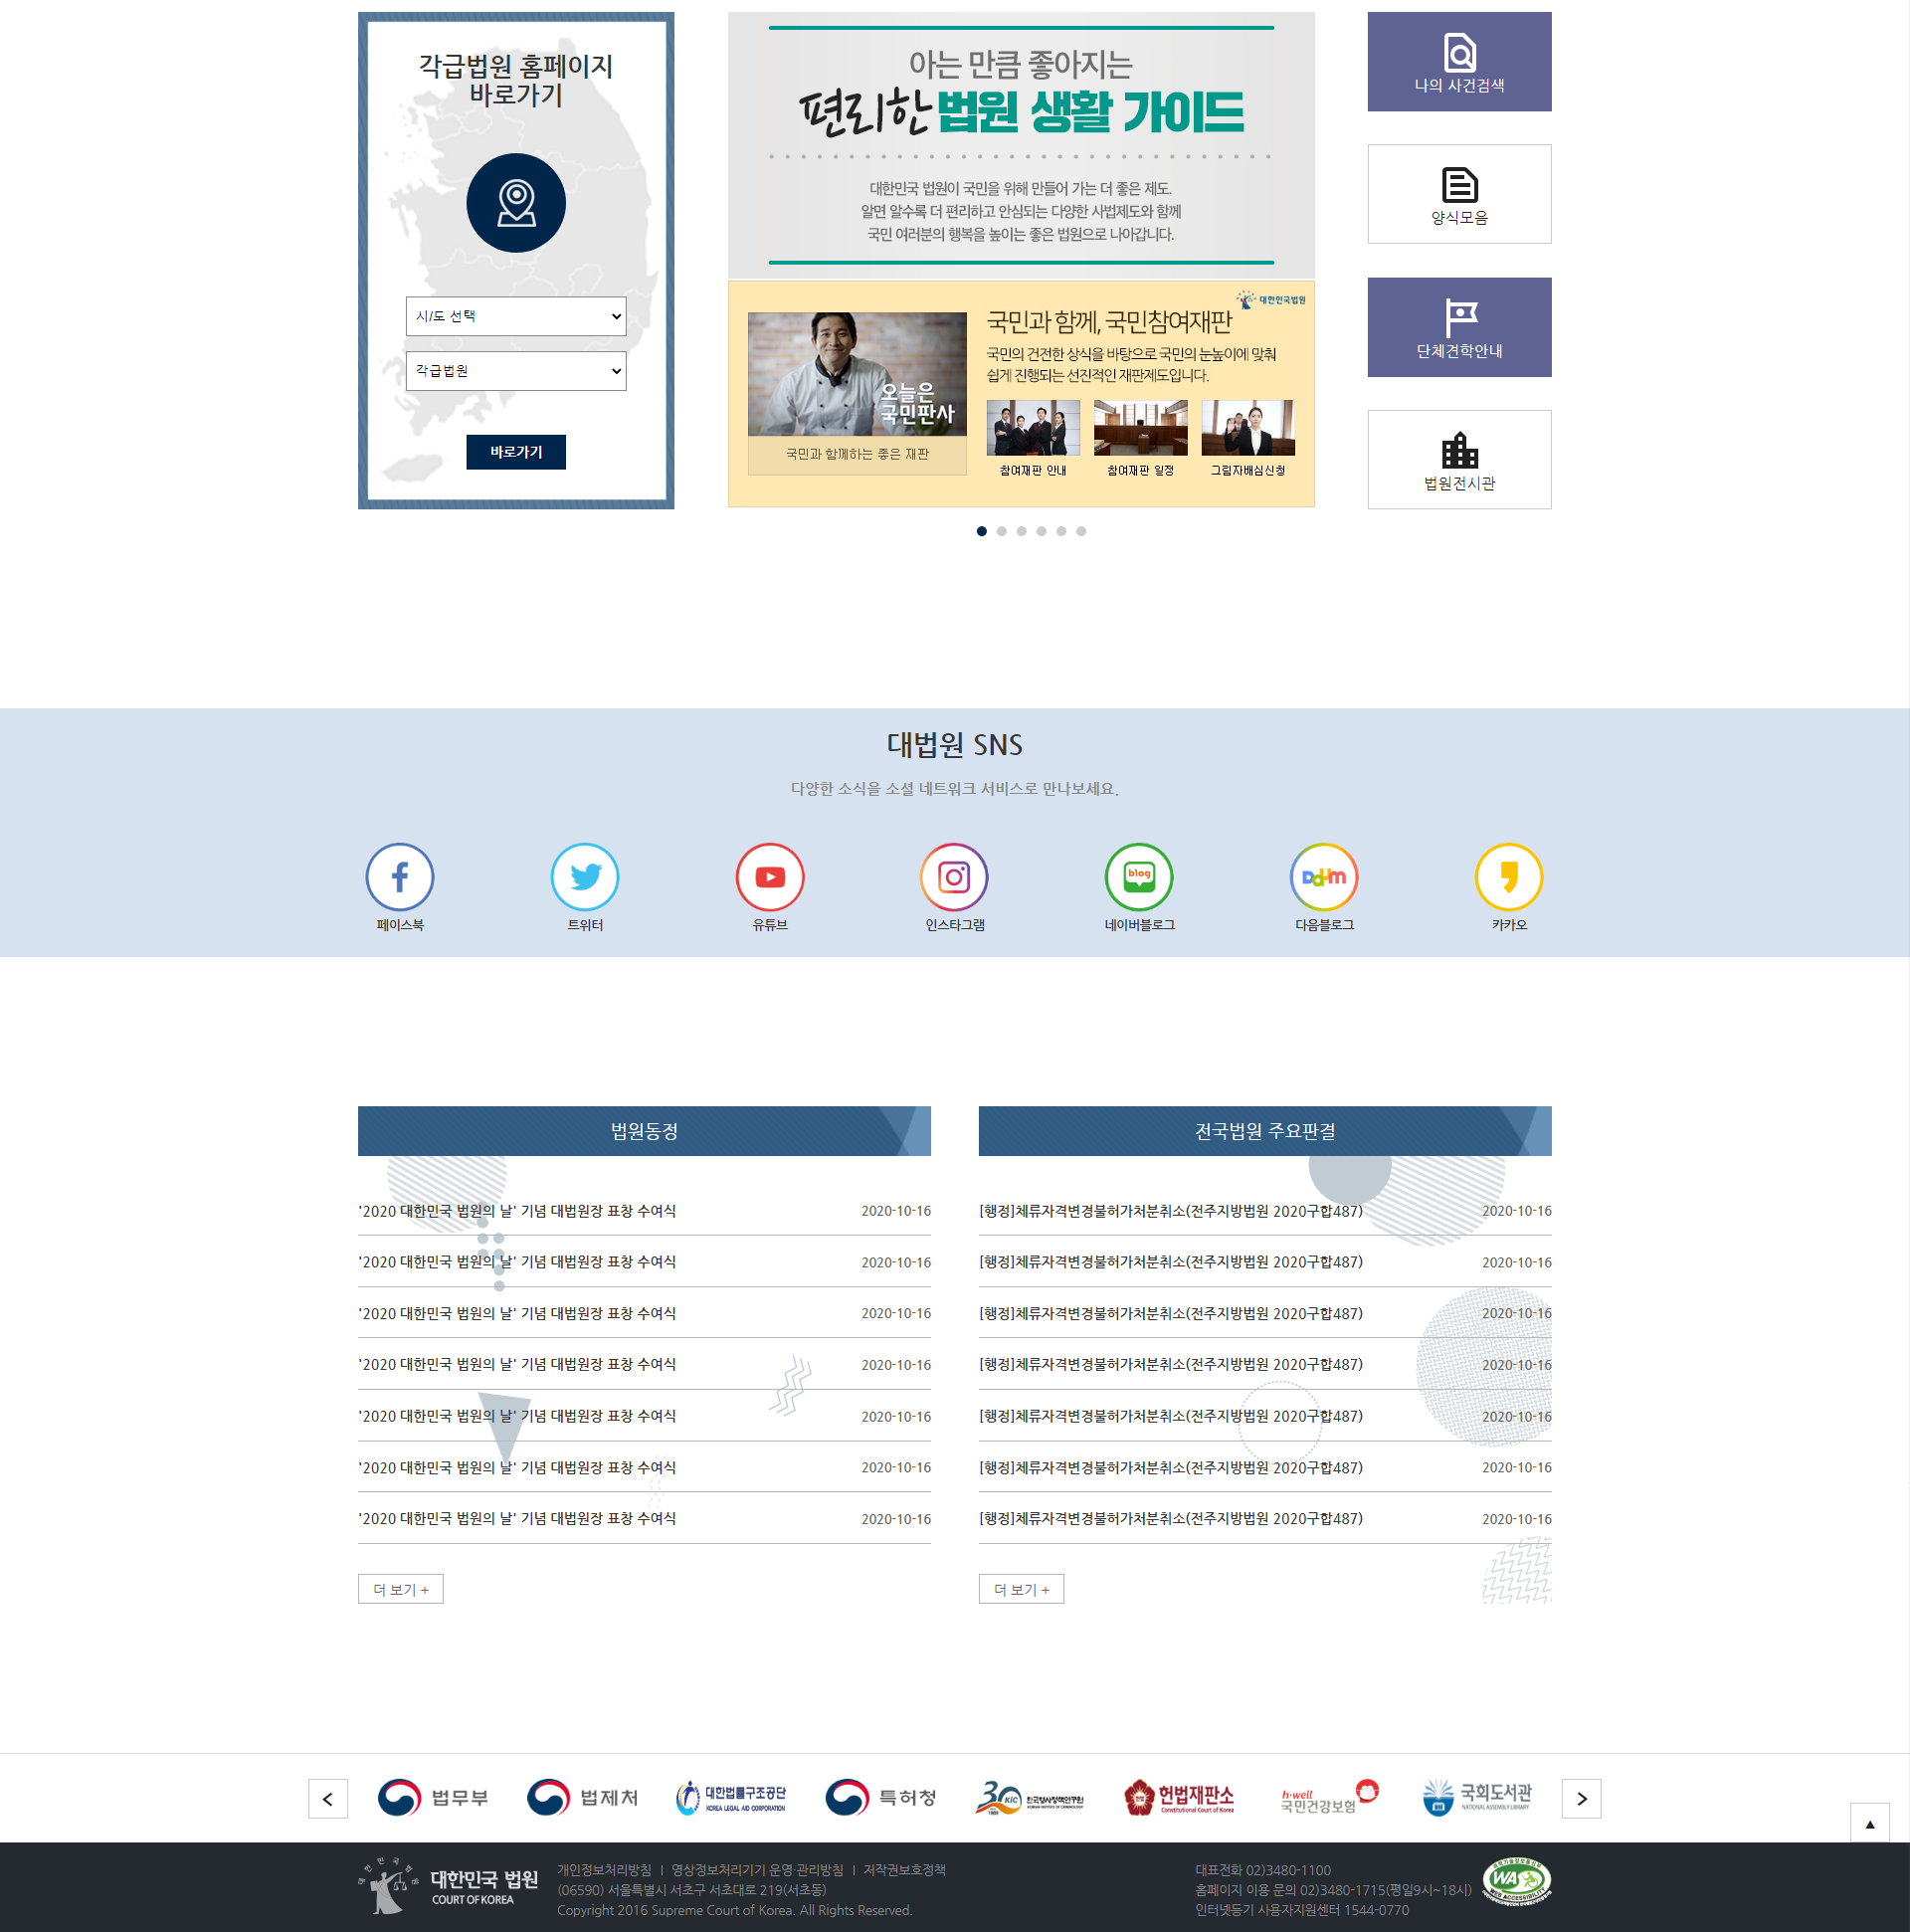 각급법원 홈페이지
바로가기
시/도 선택
각급법원
바로가기
아는 만큼 좋아지는
편리한 법원 생활 가이드
대한민국 법원이 국민을 위해 만들어 가는 더 좋은 제도.
알면 알수록 더 편리하고 안심되는 다양한 사법제도와 함께
국민 여러분의 행복을 높이는 좋은 법원으로 나아갑니다.
대한민국법원
국민과 함께, 국민참여재판
국민의 건전한 상식을 바탕으로 국민의 눈높이에 맞춰
쉽게 진행되는 선진적인 재판제도입니다.
오늘은
국민판사
국민과 함께하는 좋은 재판
참여재판 안내
참여재판 일정
그림자배심신청
나의 사건검색
양식모음
단체견학안내
법원전시관
대법원 SNS
다양한 소식을 소셜 네트워크 서비스로 만나보세요.
blog
Daum
페이스북
트위터
유튜브
인스타그램
네이버블로그
다음블로그
카카오
법원동정
'2020 대한민국 법원의 날' 기념 대법원장 표창 수여식 2020-10-16
'2020 대한민국 법원의 날' 기념 대법원장 표창 수여식 2020-10-16
'2020 대한민국 법원의 날' 기념 대법원장 표창 수여식 2020-10-16
'2020 대한민국 법원의 날' 기념 대법원장 표창 수여식 2020-10-16
'2020 대한민국 법원의 날' 기념 대법원장 표창 수여식 2020-10-16
'2020 대한민국 법원의 날' 기념 대법원장 표창 수여식 2020-10-16
'2020 대한민국 법원의 날' 기념 대법원장 표창 수여식 2020-10-16
더 보기 +
전국법원 주요판결
[행정]체류자격변경불허가처분취소(전주지방법원 2020구합487) 2020-10-16
[행정]체류자격변경불허가처분취소(전주지방법원 2020구합487) 2020-10-16
[행정]체류자격변경불허가처분취소(전주지방법원 2020구합487) 2020-10-16
[행정]체류자격변경불허가처분취소(전주지방법원 2020구합487) 2020-10-16
[행정]체류자격변경불허가처분취소(전주지방법원 2020구합487) 2020-10-16
[행정]체류자격변경불허가처분취소(전주지방법원 2020구합487) 2020-10-16
[행정]체류자격변경불허가처분취소(전주지방법원 2020구합487) 2020-10-16
더 보기 +
법무부
법제처
대한법률구조공단
KOREA LEGAL AID CORPORATION
특허청
30 KIC
한국형사정책연구원
KOREAN INSTITUTE OF CRIMINOLOGY
헌법재판소
Constitutional Court of Korea
h·well
국민건강보험
국회도서관
NATIONAL ASSEMBLY LIBRARY
▲
대한민국법원
대한민국 법원
COURT OF KOREA
개인정보처리방침 | 영상정보처리기기 운영·관리방침 | 저작권보호정책
(06590) 서울특별시 서초구 서초대로 219(서초동)
Copyright 2016 Supreme Court of Korea. All Rights Reserved.
대표전화 02)3480-1100
홈페이지 이용 문의 02)3480-1715(평일9시~18시)
인터넷등기 사용자지원센터 1544-0770
WA
WEB ACCESSIBILITY